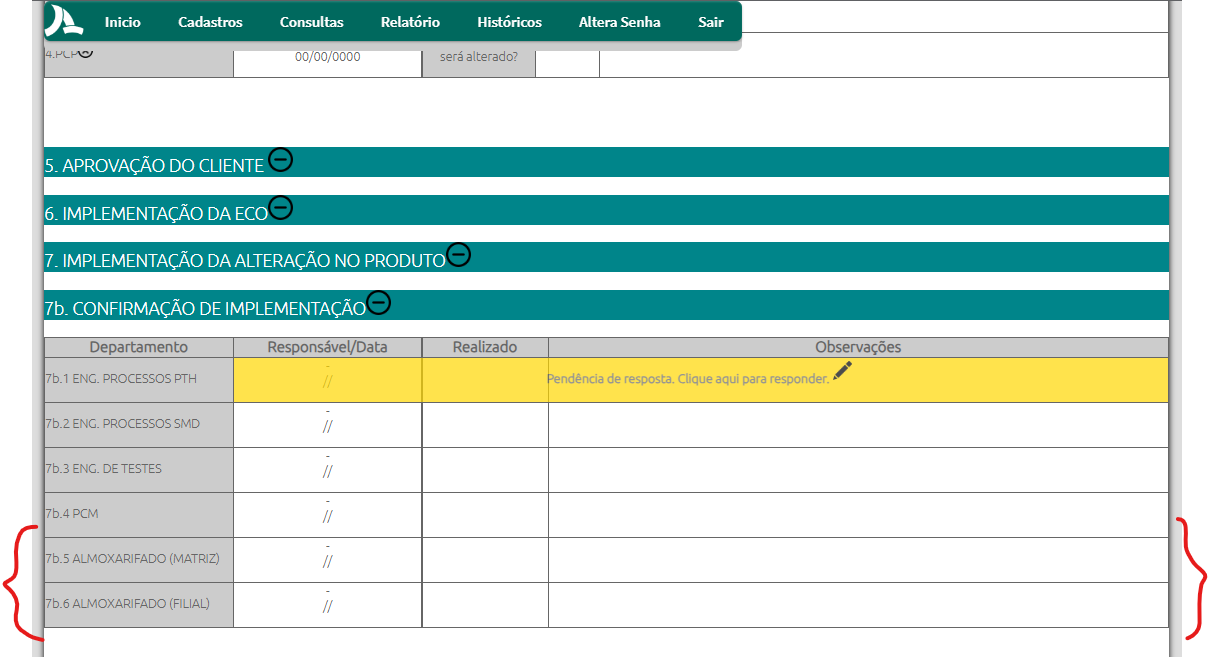 Inicio Cadastros Consultas Relatório Históricos Altera Senha Sair
4.PCP 00/00/0000 será alterado?
5. APROVAÇÃO DO CLIENTE
6. IMPLEMENTAÇÃO DA ECO
7. IMPLEMENTAÇÃO DA ALTERAÇÃO NO PRODUTO
7b. CONFIRMAÇÃO DE IMPLEMENTAÇÃO
Departamento Responsável/Data Realizado Observações
-
7b.1 ENG. PROCESSOS PTH // Pendência de resposta. Clique aqui para responder.
-
7b.2 ENG. PROCESSOS SMD //
-
7b.3 ENG. DE TESTES //
-
7b.4 PCM //
-
7b.5 ALMOXARIFADO (MATRIZ) //
-
7b.6 ALMOXARIFADO (FILIAL) //